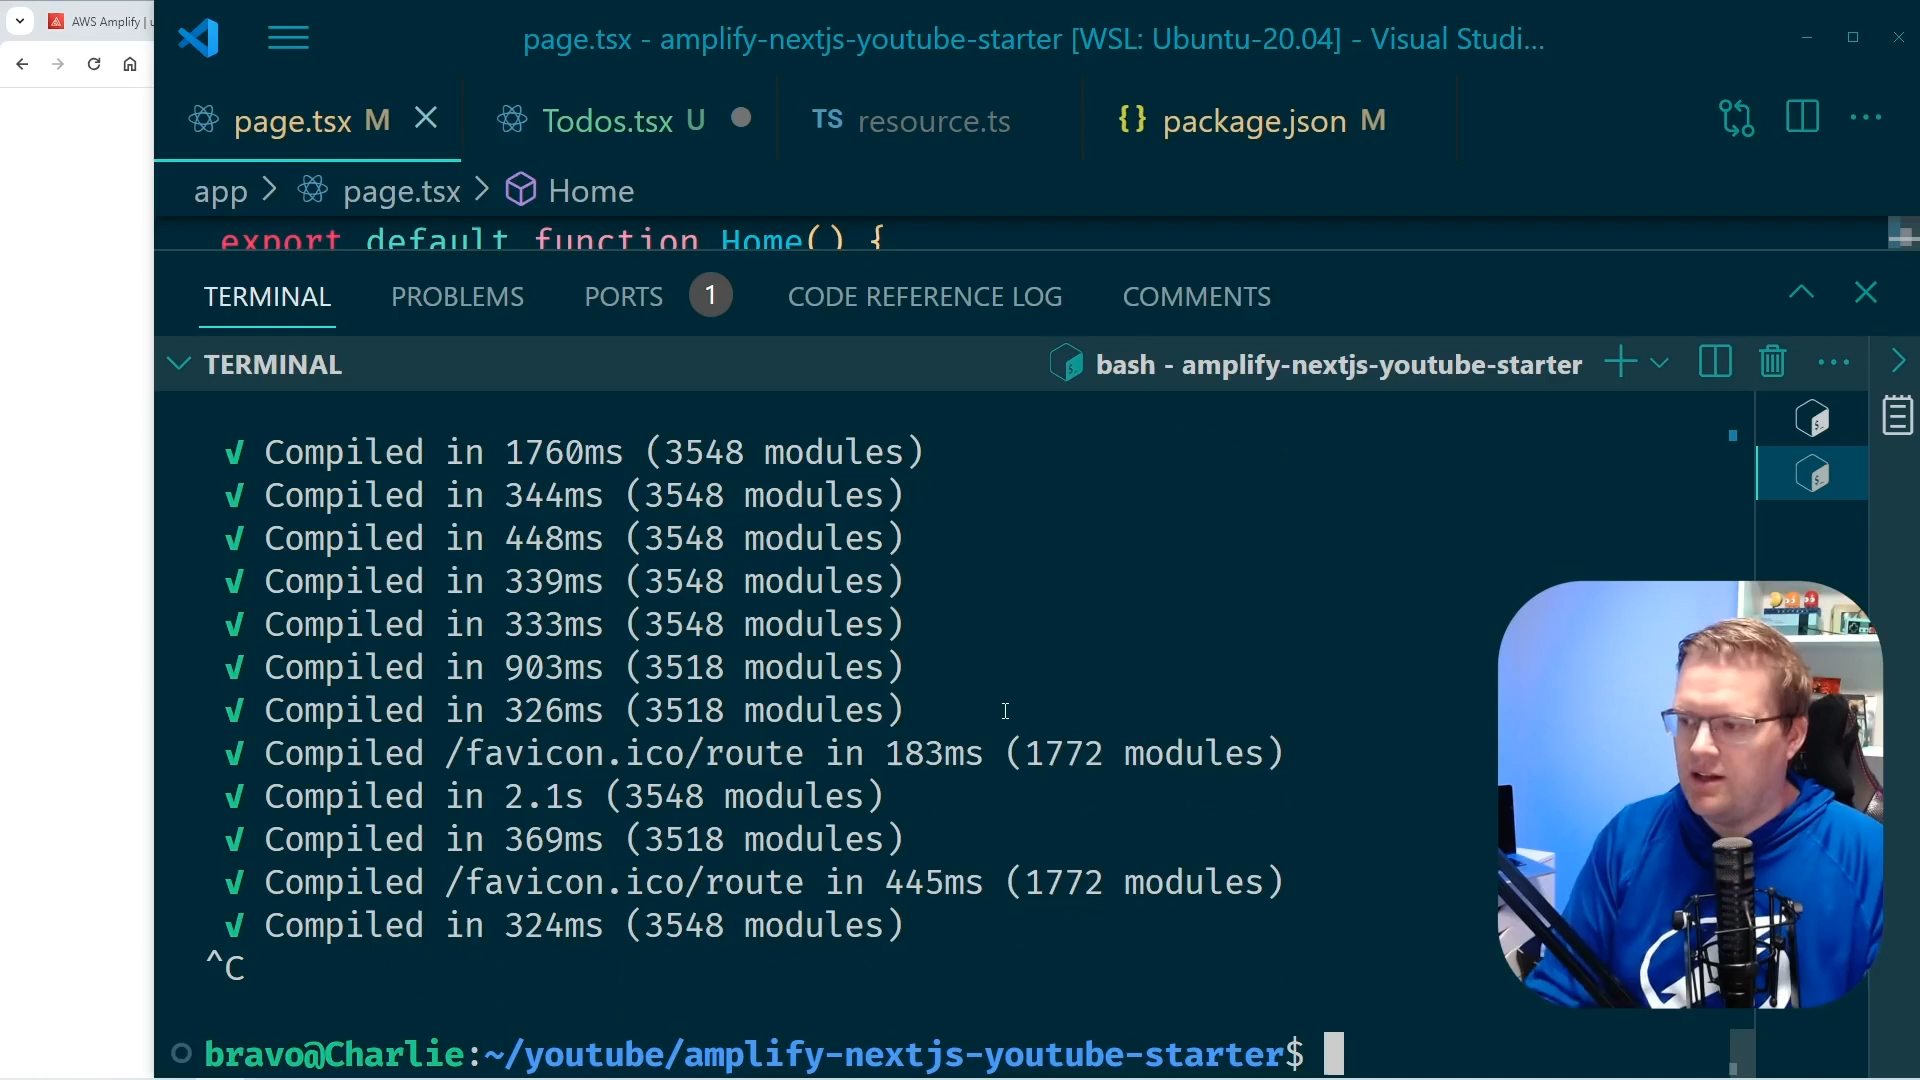 AWS Amplify | u
page.tsx - amplify-nextjs-youtube-starter [WSL: Ubuntu-20.04] - Visual Studi...
page.tsx M
Todos.tsx U
TS resource.ts
{} package.json M
app > page.tsx > Home
export default function Home() {
TERMINAL
PROBLEMS
PORTS 1
CODE REFERENCE LOG
COMMENTS
TERMINAL
bash - amplify-nextjs-youtube-starter
√ Compiled in 1760ms (3548 modules)
√ Compiled in 344ms (3548 modules)
√ Compiled in 448ms (3548 modules)
√ Compiled in 339ms (3548 modules)
√ Compiled in 333ms (3548 modules)
√ Compiled in 903ms (3518 modules)
√ Compiled in 326ms (3518 modules)
√ Compiled /favicon.ico/route in 183ms (1772 modules)
√ Compiled in 2.1s (3548 modules)
√ Compiled in 369ms (3518 modules)
√ Compiled /favicon.ico/route in 445ms (1772 modules)
√ Compiled in 324ms (3548 modules)
^C
bravo@Charlie:~/youtube/amplify-nextjs-youtube-starter$